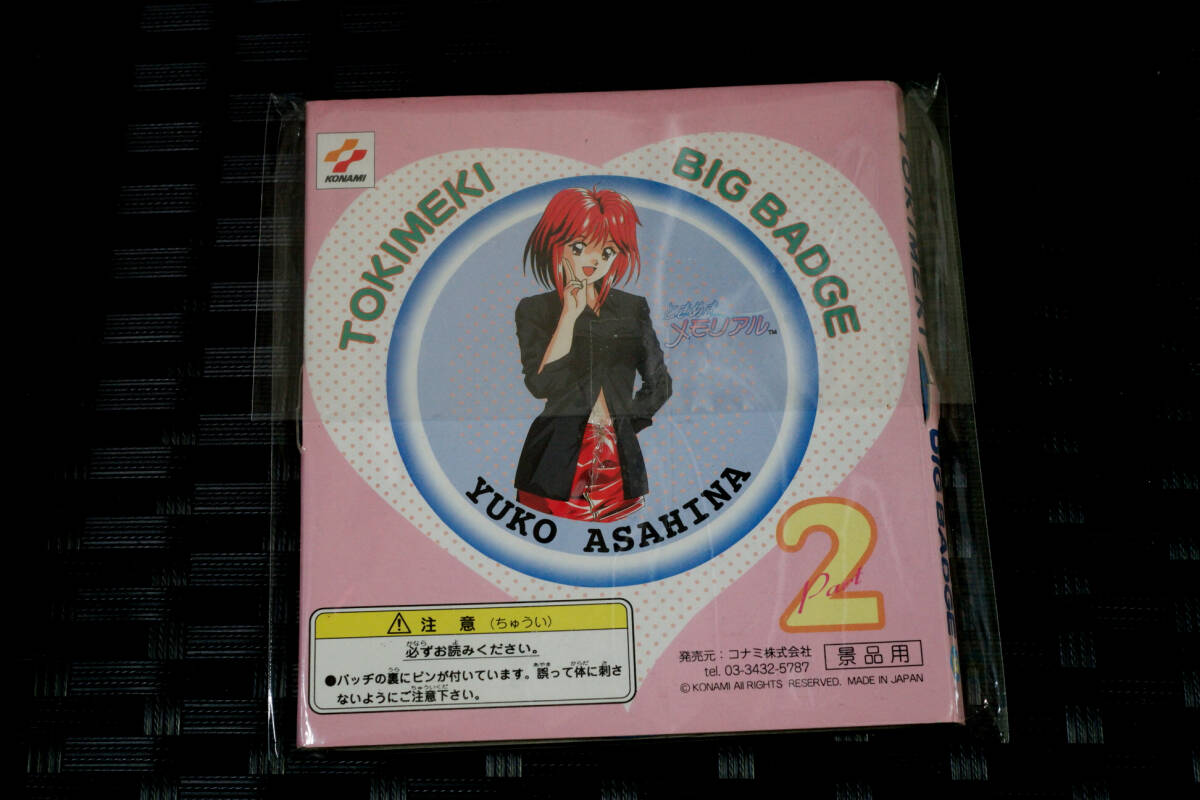 KONAMI
TOKIMEKI BIG BADGE
ときめき
メモリアル™
YUKO ASAHINA
2
Part
⚠ 注意 (ちゅうい)
必ずお読みください。
●バッチの裏にピンが付いています。誤って体に刺さ
ないようにご注意下さい。
発売元：コナミ株式会社
tel. 03-3432-5787
景品用
© KONAMI All RIGHTS RESERVED. MADE IN JAPAN
TOKIMEKI
BIG BADGE